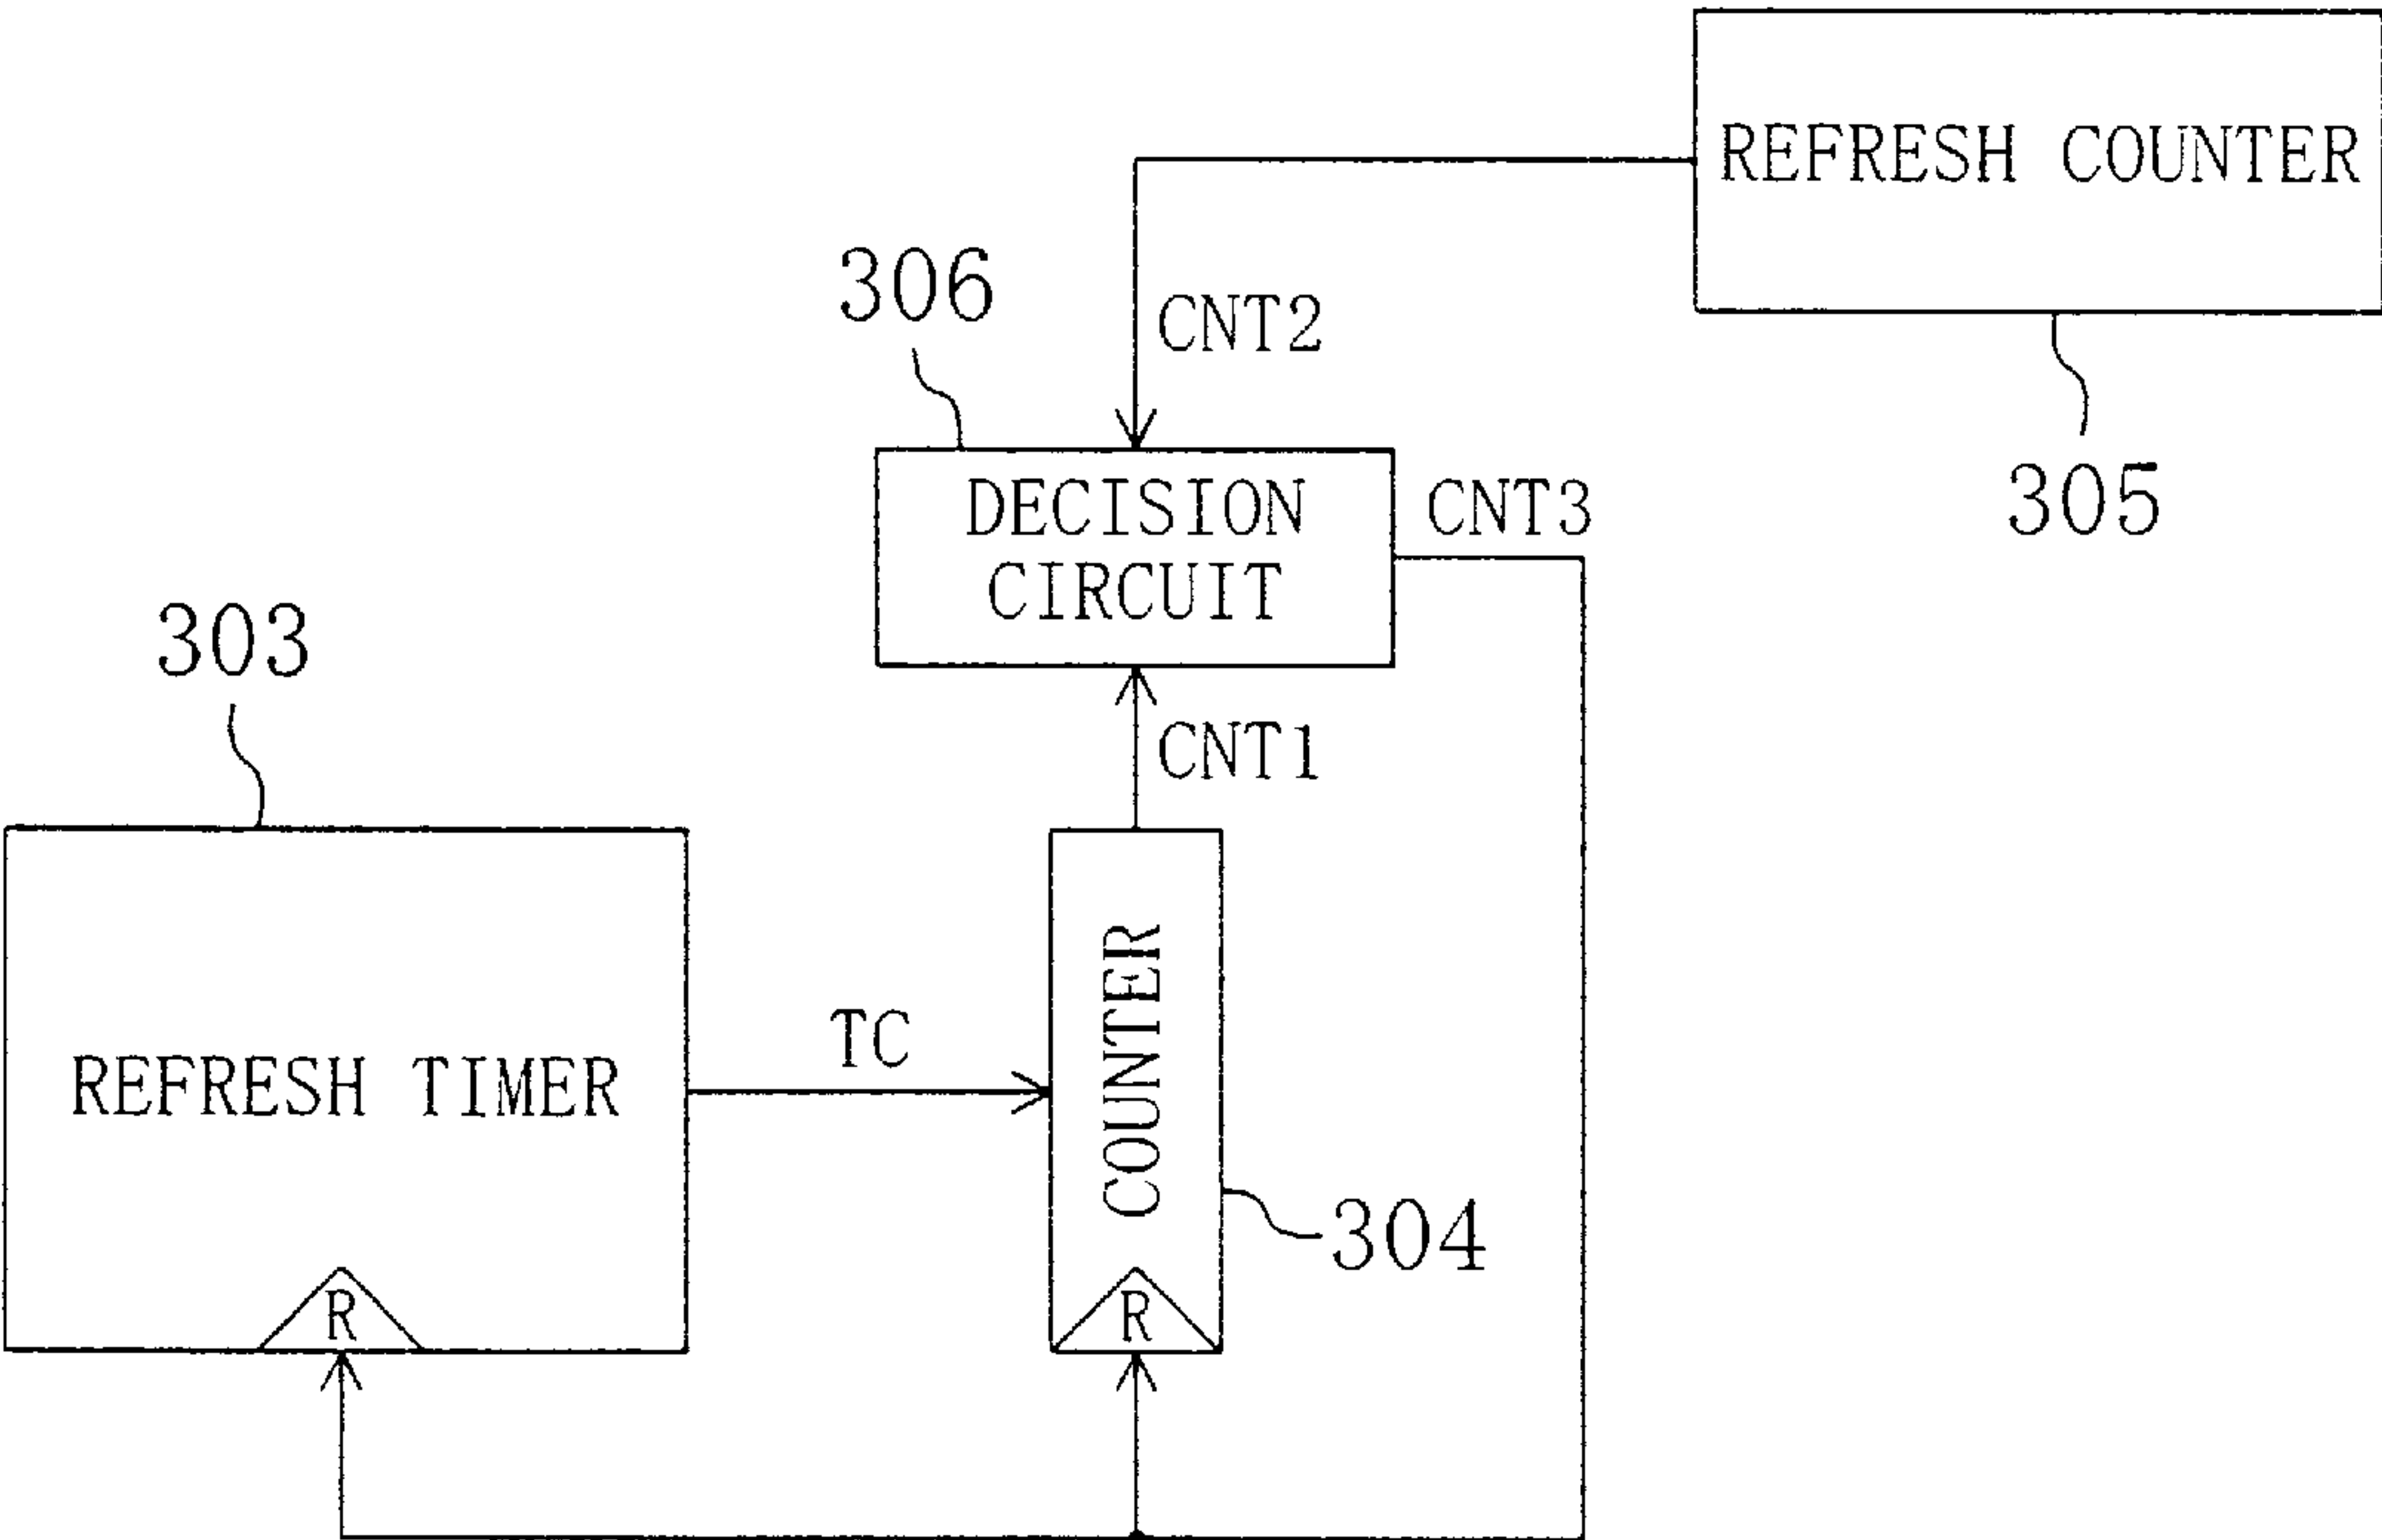 REFRESH COUNTER
305
306
CNT2
DECISION
CIRCUIT
CNT3
303
CNT1
REFRESH TIMER
R
TC
COUNTER
R
304